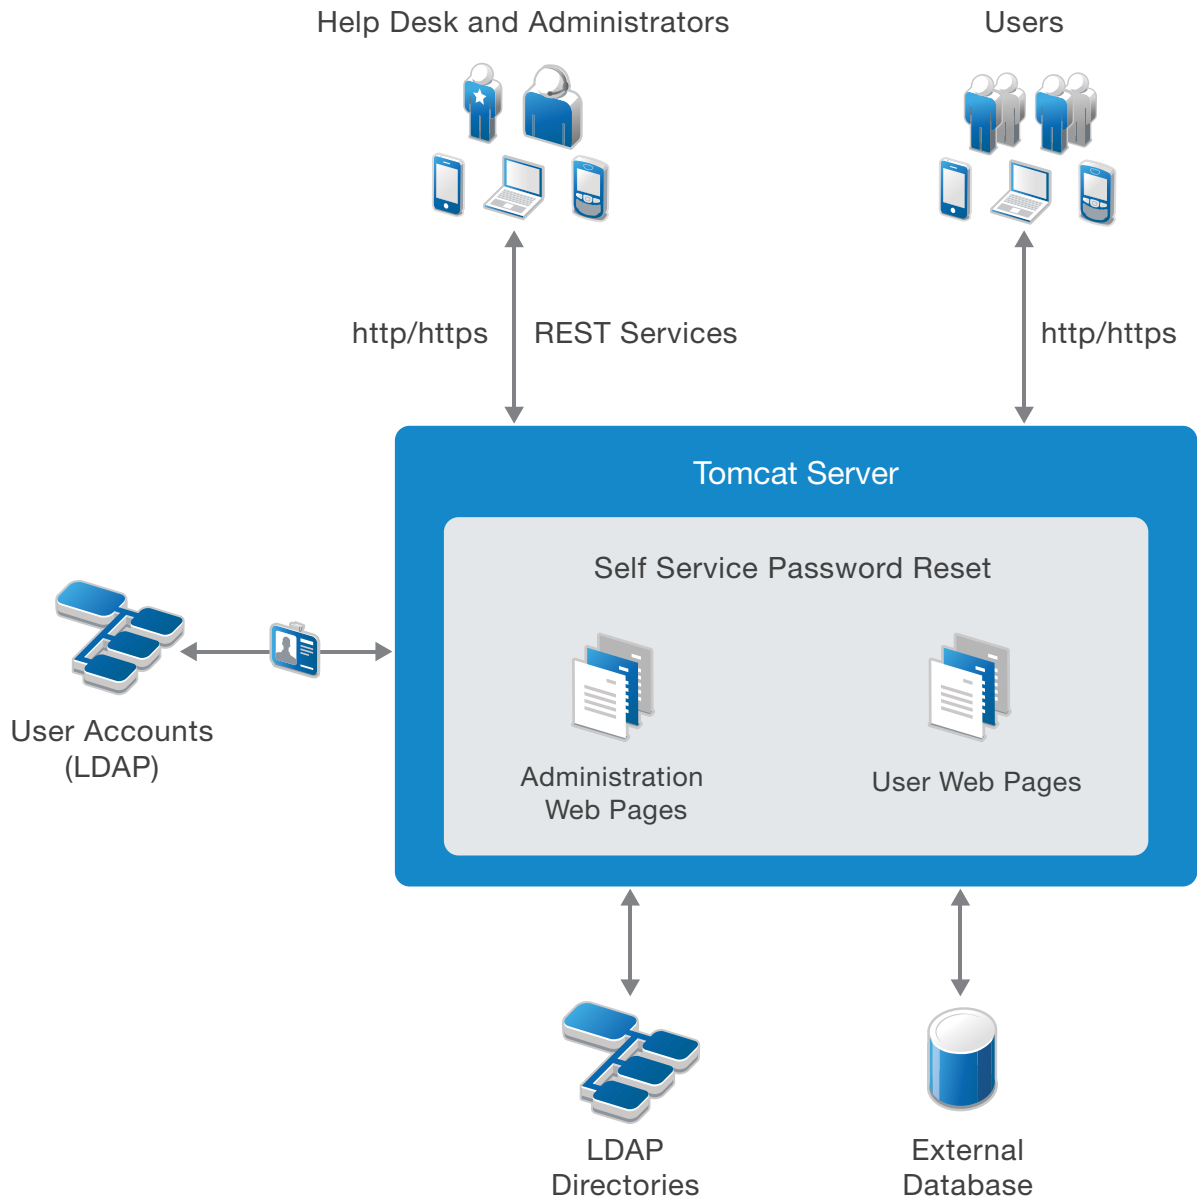 Help Desk and Administrators
Users
http/https
REST Services
http/https
Tomcat Server
Self Service Password Reset
User Accounts
(LDAP)
Administration
Web Pages
User Web Pages
LDAP
Directories
External
Database